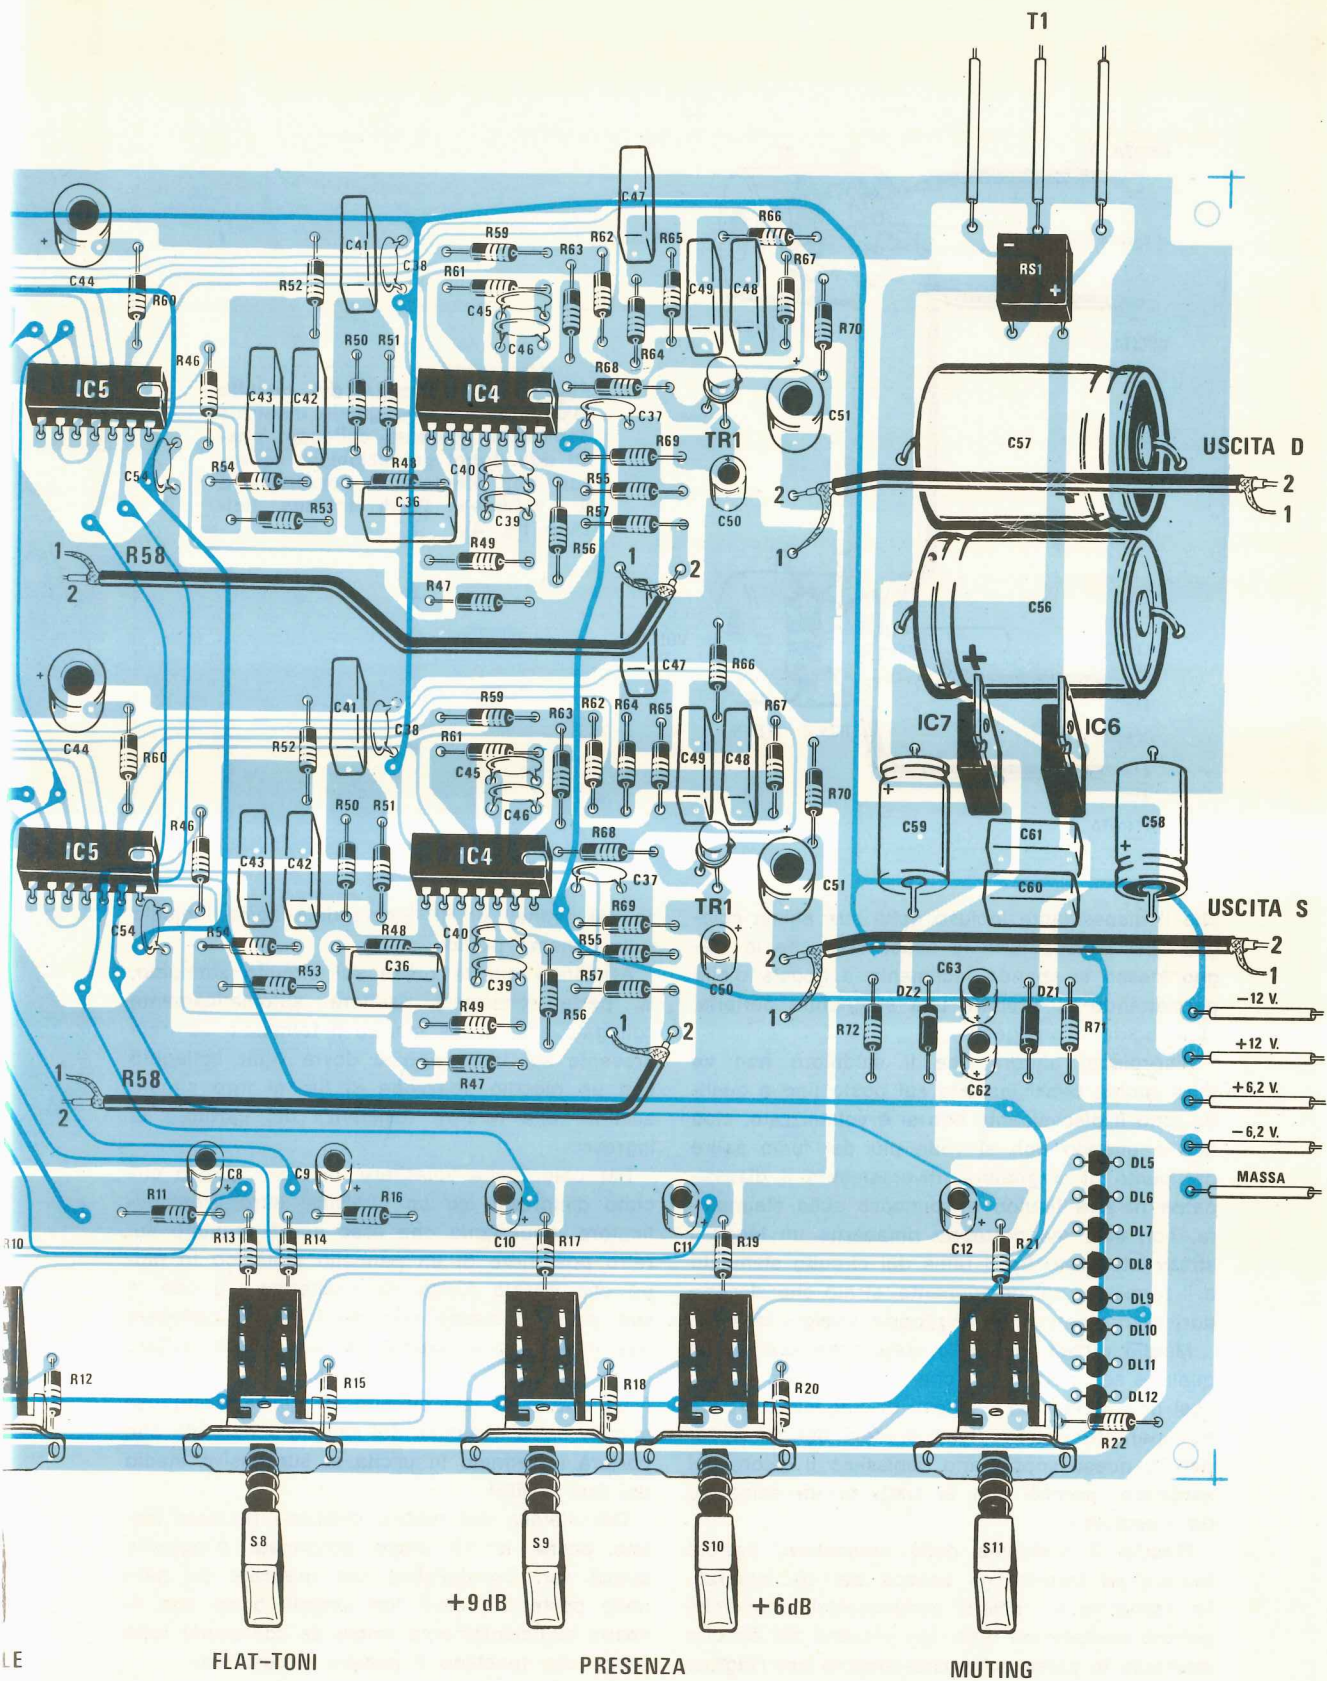 T1
C47
R66
C41
R59
R62
R65
C38
R63
R67
RS1
- +
C44
R60
R52
R61
C49
C48
C45
R70
C46
R64
R46
R50
R51
R68
IC5
C43
C42
IC4
C37
C51
C57
TR1
R69
USCITA D
C54
R54
R48
C40
R55
2
2
C36
C39
R57
C50
1
R53
R49
R56
1
1
R58
1
2
2
R47
C56
C47
R66
C41
R59
R62
R64
R65
R67
IC7
IC6
C38
R63
C44
R60
R52
R61
C49
C48
C45
R70
C46
R46
R50
R51
R68
C59
C61
C58
IC5
C43
C42
IC4
C37
C51
C60
R69
TR1
USCITA S
C54
R54
R48
C40
R55
2
2
C36
C50
C63
R53
C39
R57
DZ2
DZ1
1
R49
R56
1
R72
R71
-12 V.
1
2
R47
+12 V.
1
R58
C62
+6,2 V.
2
-6,2 V.
C8
C9
DL5
MASSA
R11
R16
DL6
R10
R13
R14
C10
R17
C11
R19
C12
R21
DL7
DL8
DL9
DL10
DL11
R12
R15
R18
R20
DL12
R22
S8
S9
S10
S11
+9dB
+6dB
LE
FLAT-TONI
PRESENZA
MUTING